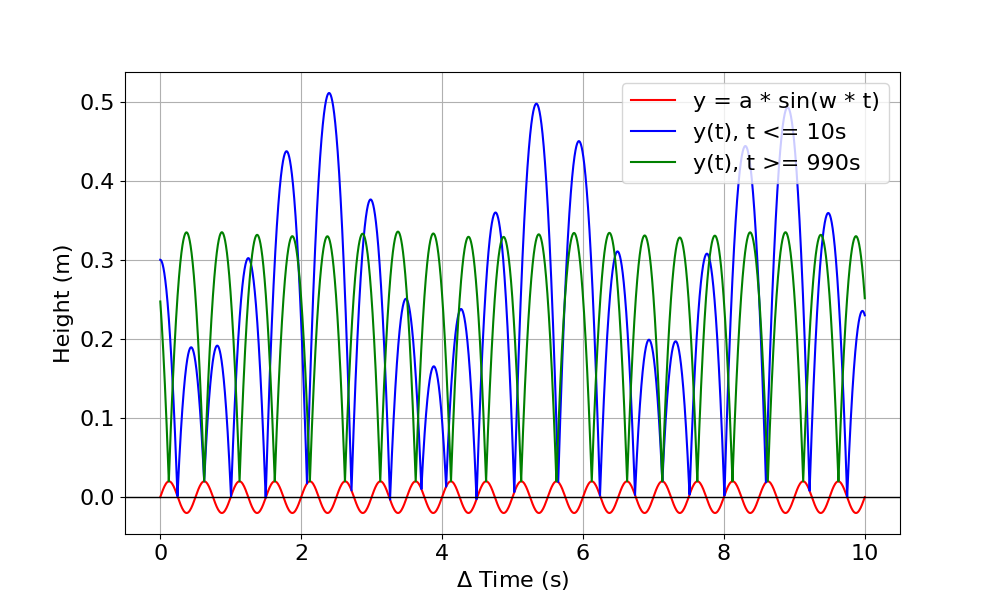 y = a * sin(w * t)
y(t), t <= 10s
y(t), t >= 990s
0.5
0.4
0.3
0.2
0.1
0.0
Height (m)
0 2 4 6 8 10
Δ Time (s)